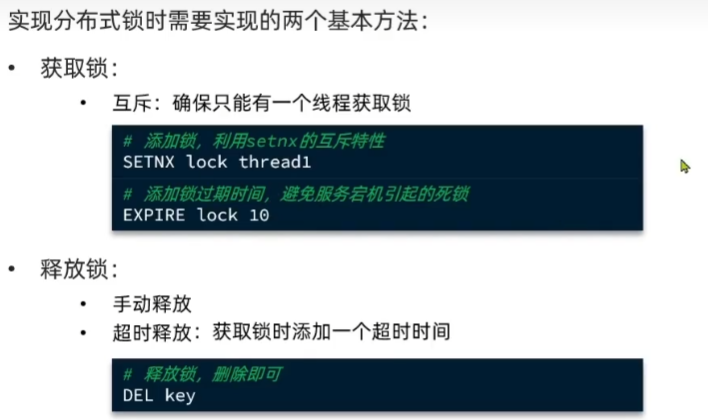 实现分布式锁时需要实现的两个基本方法：
• 获取锁：
• 互斥：确保只能有一个线程获取锁
# 添加锁，利用setnx的互斥特性
SETNX lock thread1
# 添加锁过期时间，避免服务宕机引起的死锁
EXPIRE lock 10
• 释放锁：
• 手动释放
• 超时释放：获取锁时添加一个超时时间
# 释放锁，删除即可
DEL key